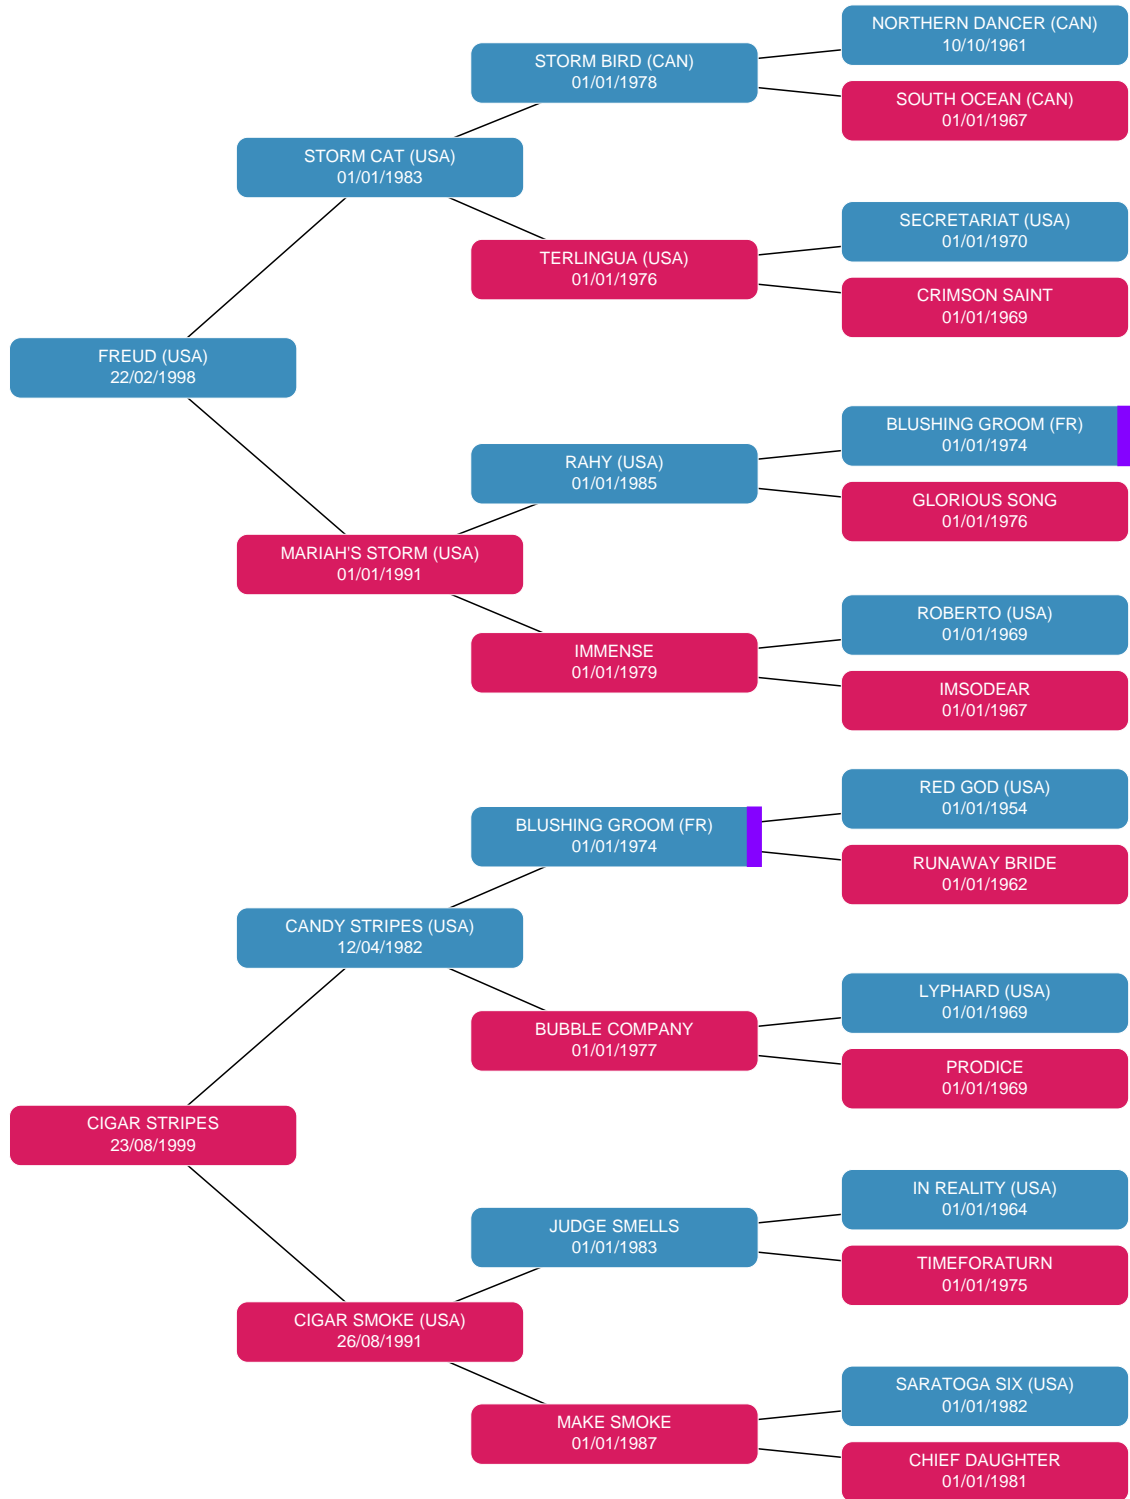 NORTHERN DANCER (CAN)
10/10/1961
STORM BIRD (CAN)
01/01/1978
SOUTH OCEAN (CAN)
01/01/1967
STORM CAT (USA)
01/01/1983
SECRETARIAT (USA)
01/01/1970
TERLINGUA (USA)
01/01/1976
CRIMSON SAINT
01/01/1969
FREUD (USA)
22/02/1998
BLUSHING GROOM (FR)
01/01/1974
RAHY (USA)
01/01/1985
GLORIOUS SONG
01/01/1976
MARIAH'S STORM (USA)
01/01/1991
ROBERTO (USA)
01/01/1969
IMMENSE
01/01/1979
IMSODEAR
01/01/1967
RED GOD (USA)
01/01/1954
BLUSHING GROOM (FR)
01/01/1974
RUNAWAY BRIDE
01/01/1962
CANDY STRIPES (USA)
12/04/1982
LYPHARD (USA)
01/01/1969
BUBBLE COMPANY
01/01/1977
PRODICE
01/01/1969
CIGAR STRIPES
23/08/1999
IN REALITY (USA)
01/01/1964
JUDGE SMELLS
01/01/1983
TIMEFORATURN
01/01/1975
CIGAR SMOKE (USA)
26/08/1991
SARATOGA SIX (USA)
01/01/1982
MAKE SMOKE
01/01/1987
CHIEF DAUGHTER
01/01/1981